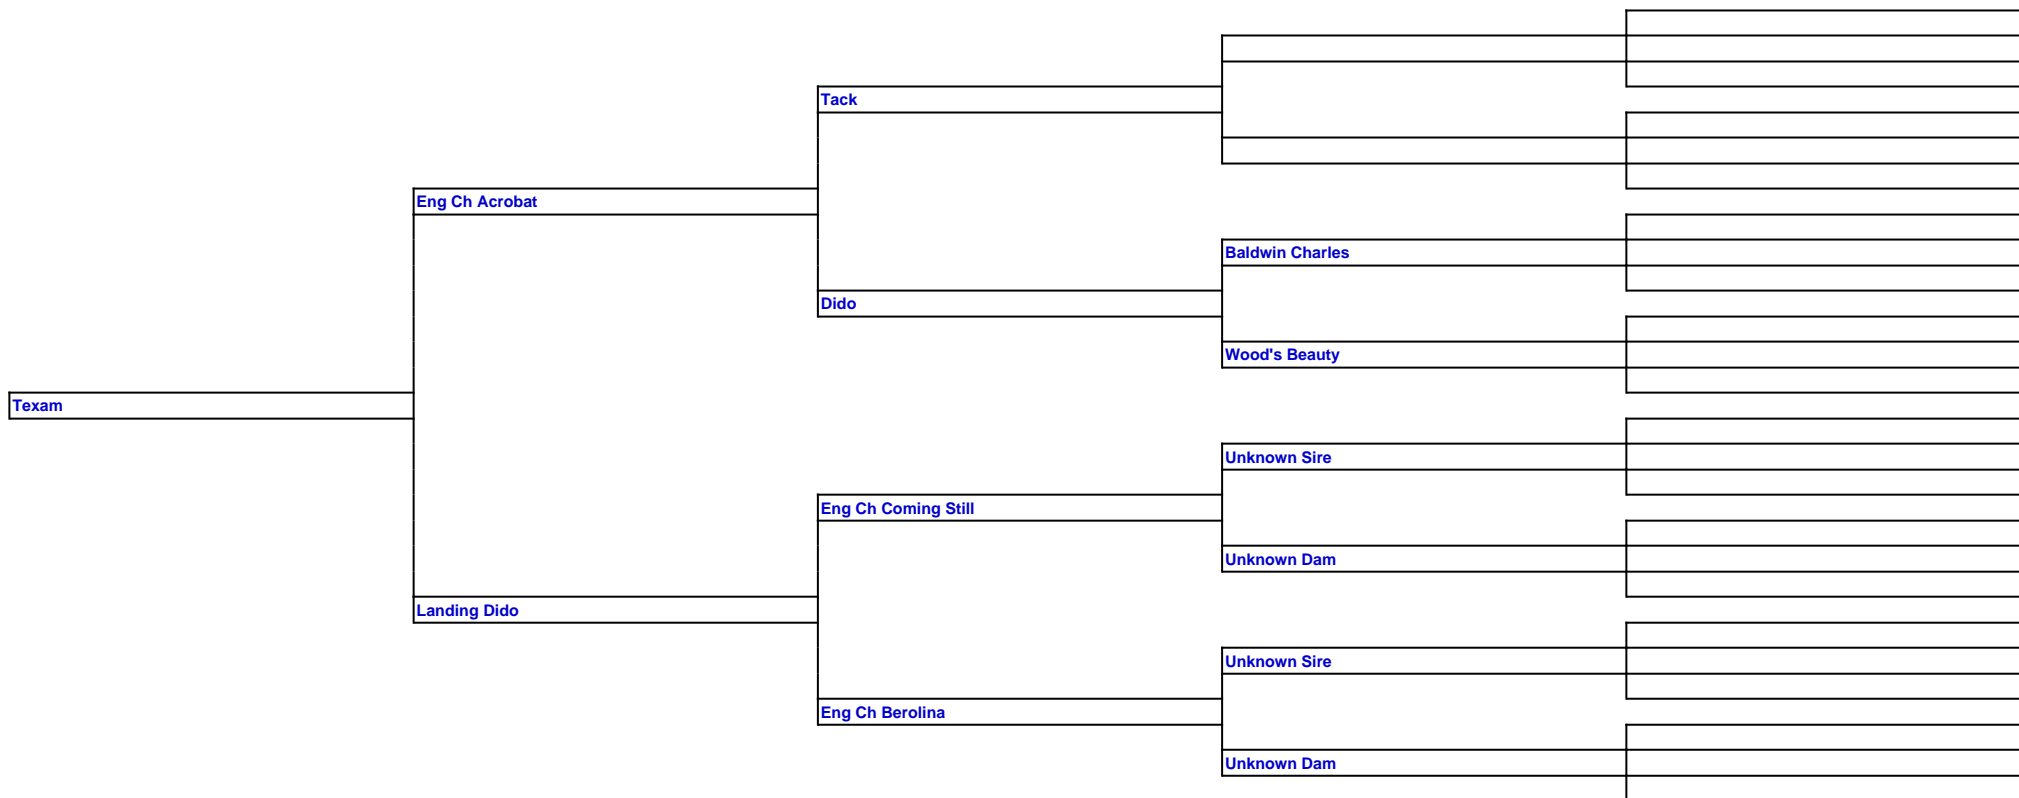 Tack
Eng Ch Acrobat
Baldwin Charles
Dido
Wood's Beauty
Texam
Unknown Sire
Eng Ch Coming Still
Unknown Dam
Landing Dido
Unknown Sire
Eng Ch Berolina
Unknown Dam